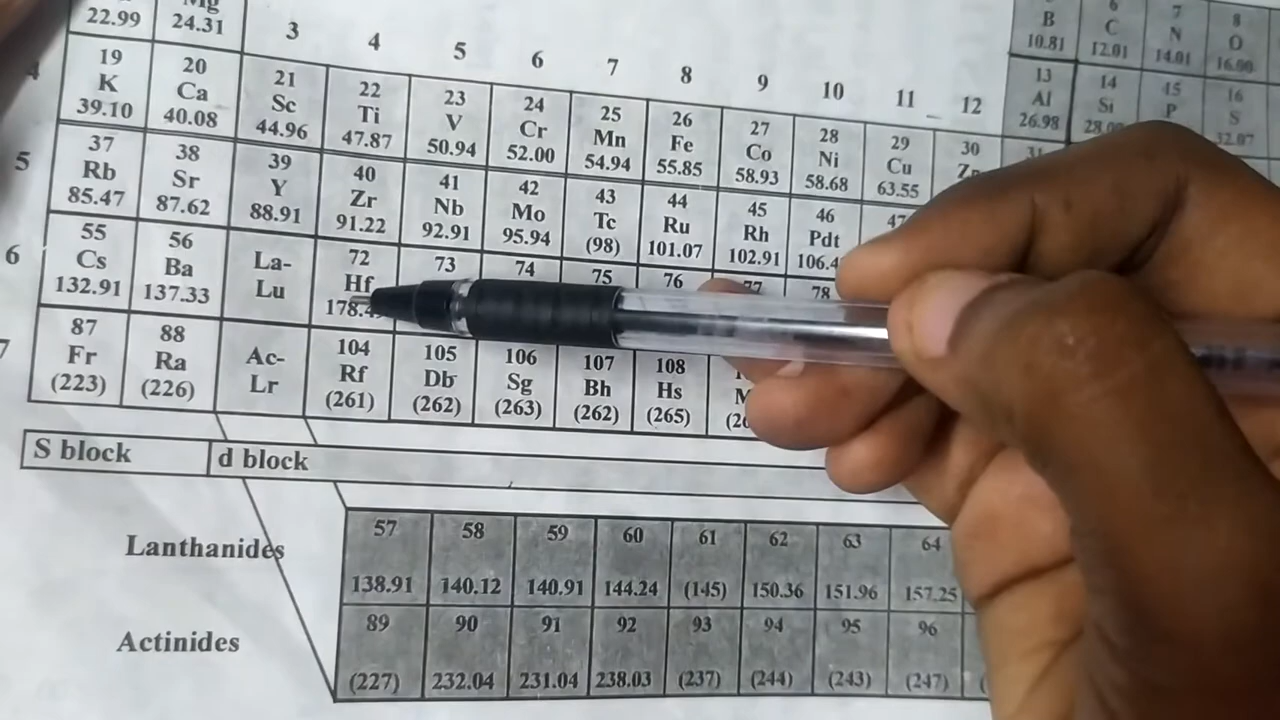 Mg
22.99 24.31
3 4 5 6 7 8 9 10 11 12
B C N O
10.81 12.01 14.01 16.00
4
19 20 21 22 23 24 25 26 27 28 29 30 13 14 15 16
K Ca Sc Ti V Cr Mn Fe Co Ni Cu Al Si P S
39.10 40.08 44.96 47.87 50.94 52.00 54.94 55.85 58.93 58.68 63.55 26.98 32.07
5
37 38 39 40 41 42 43 44 45 46 47
Rb Sr Y Zr Nb Mo Tc Ru Rh Pdt
85.47 87.62 88.91 91.22 92.91 95.94 (98) 101.07 102.91 106.4
6
55 56 La- 72 73 74 75 76 77 78
Cs Ba Lu Hf
132.91 137.33 178.4
7
87 88 Ac- 104 105 106 107 108
Fr Ra Lr Rf Db Sg Bh Hs
(223) (226) (261) (262) (263) (262) (265)
S block d block
Lanthanides
57 58 59 60 61 62 63 64
138.91 140.12 140.91 144.24 (145) 150.36 151.96 157.25
Actinides
89 90 91 92 93 94 95 96
(227) 232.04 231.04 238.03 (237) (244) (243) (247)